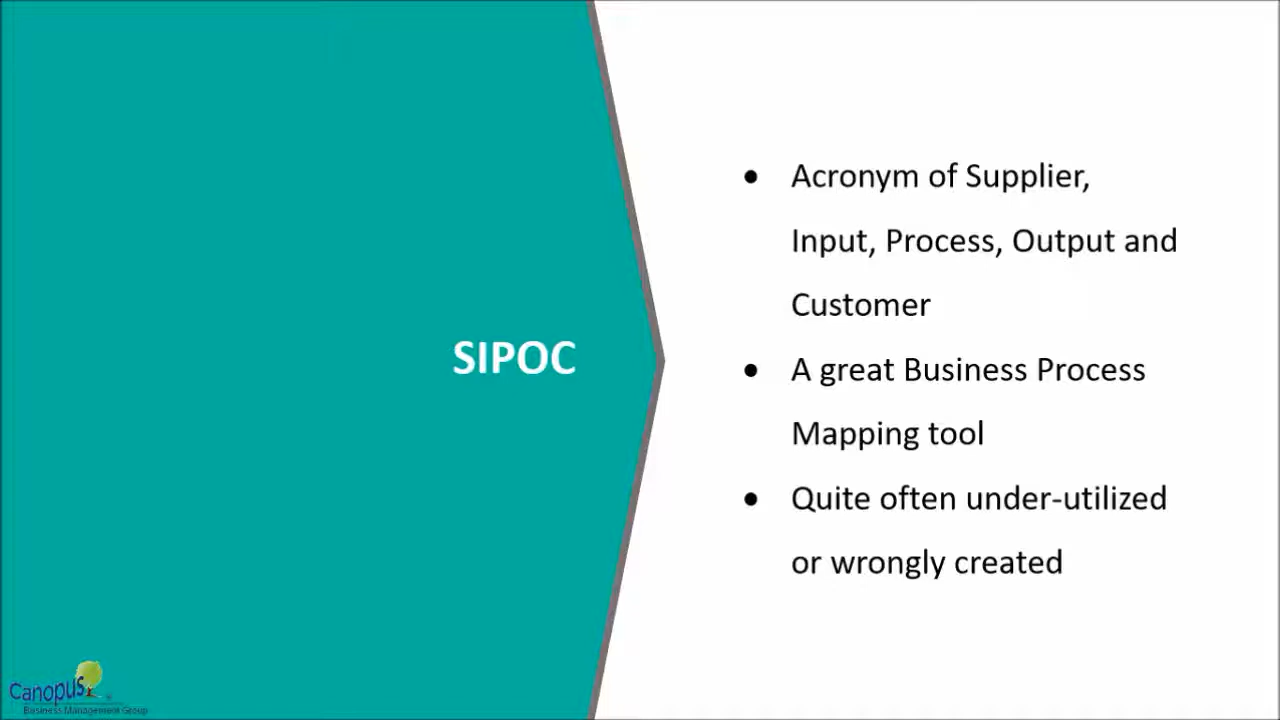 SIPOC
• Acronym of Supplier,
Input, Process, Output and
Customer
• A great Business Process
Mapping tool
• Quite often under-utilized
or wrongly created
Canopus
Business Management Group